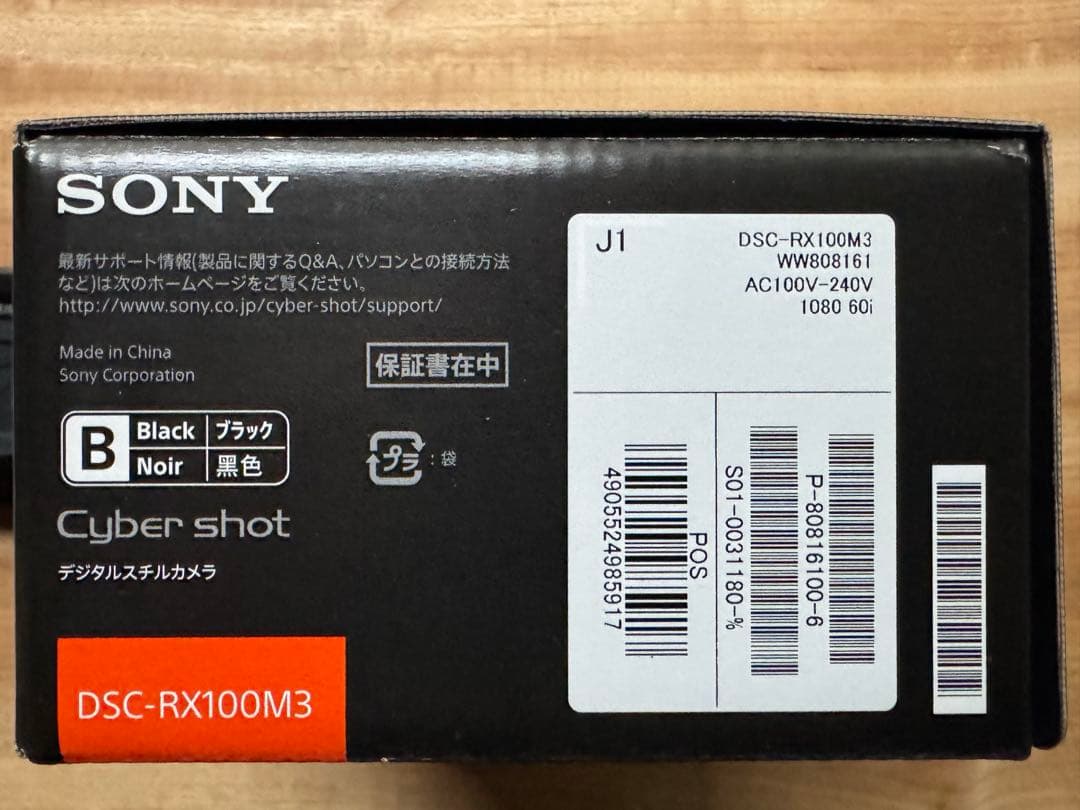 SONY
最新サポート情報(製品に関するQ&A、パソコンとの接続方法
など)は次のホームページをご覧ください。
http://www.sony.co.jp/cyber-shot/support/
Made in China
Sony Corporation
保証書在中
B
Black
ブラック
Noir
黒色
プラ : 袋
Cyber shot
デジタルスチルカメラ
DSC-RX100M3
J1
DSC-RX100M3
WW808161
AC100V-240V
1080 60i
POS
4905524985917
S01-0031180-%
P-80816100-6